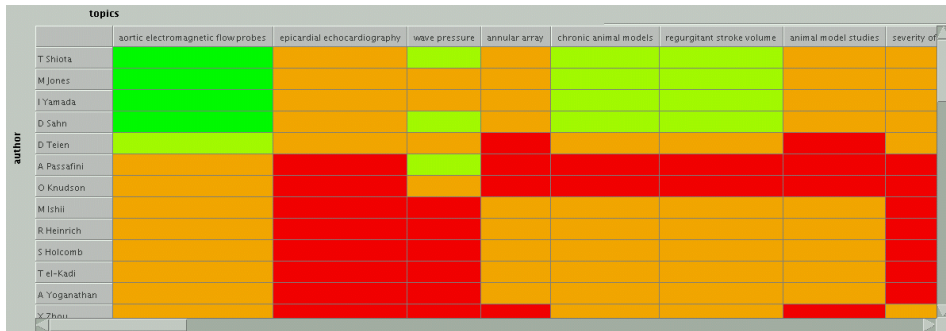 topics
aortic electromagnetic flow probes epicardial echocardiography wave pressure annular array chronic animal models regurgitant stroke volume animal model studies severity of
author
T Shiota
M Jones
I Yamada
D Sahn
D Teien
A Passafini
O Knudson
M Ishii
R Heinrich
S Holcomb
T el-Kadi
A Yoganathan
X Zhou